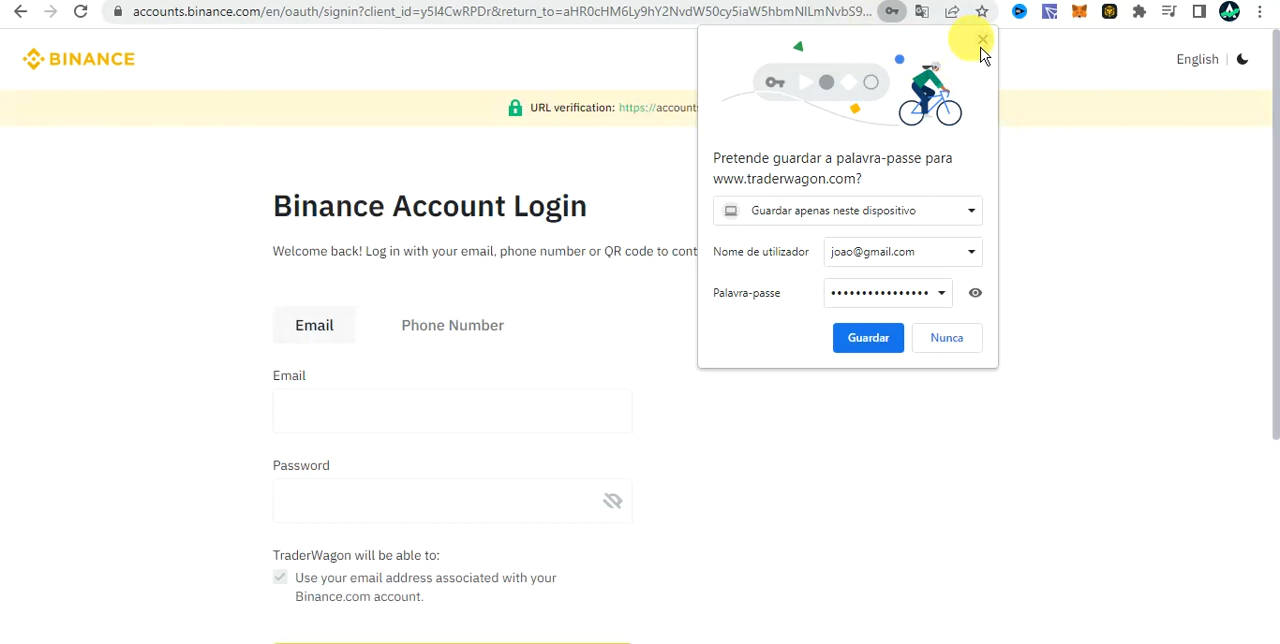 accounts.binance.com/en/oauth/signin?client_id=y5I4CwRPDr&return_to=aHR0cHM6Ly9hY2NvdW50cy5iaW5hbmNlLmNvbS9...
BINANCE
English
URL verification: https://accounts
Pretende guardar a palavra-passe para
www.traderwagon.com?
Guardar apenas neste dispositivo
Nome de utilizador joao@gmail.com
Palavra-passe ••••••••••••••••
Guardar Nunca
Binance Account Login
Welcome back! Log in with your email, phone number or QR code to cont
Email Phone Number
Email
Password
TraderWagon will be able to:
Use your email address associated with your
Binance.com account.